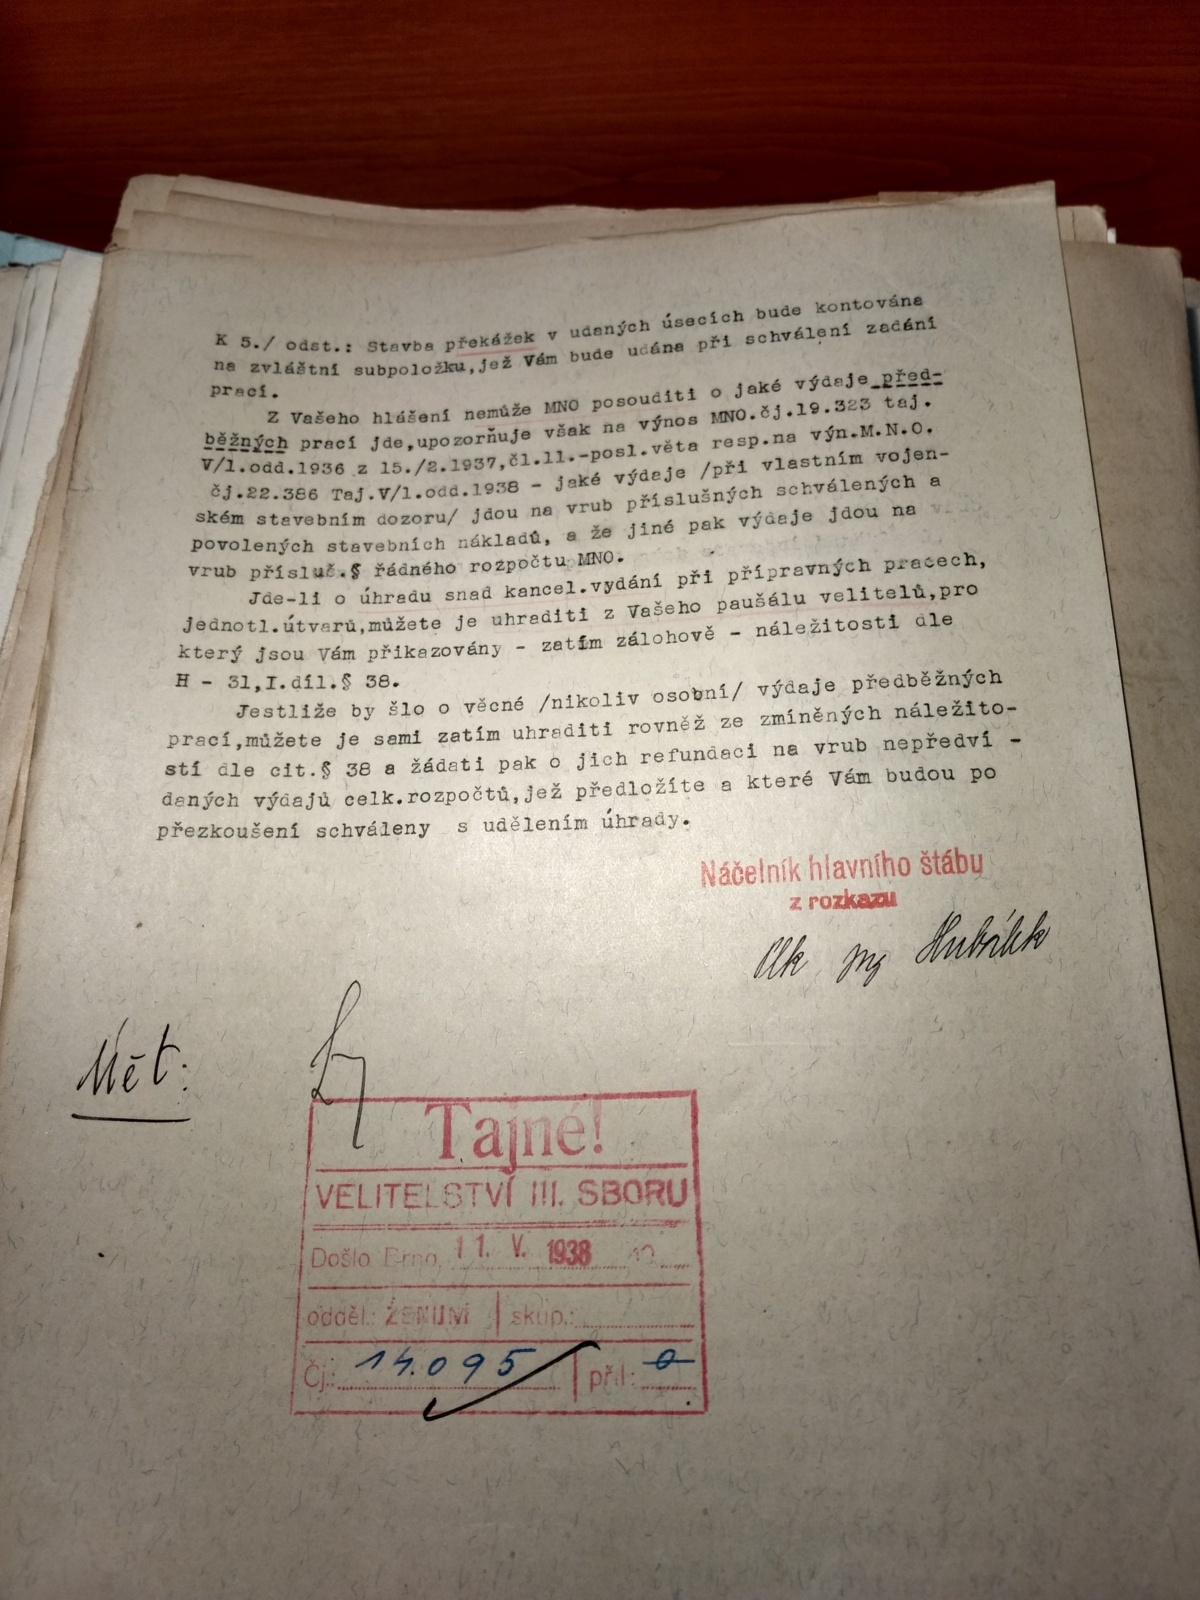 K 5./ odst.: Stavba překážek v udaných úsecích bude kontována
na zvláštní subpoložku,jež Vám bude udána při schválení zadání
prací.
Z Vašeho hlášení nemůže MNO posouditi o jaké výdaje před-
běžných prací jde,upozorňuje však na výnos MNO.čj.19.323 taj.
V/1.odd.1936 z 15./2.1937,čl.11.-posl.věta resp.na výn.M.N.O.
čj.22.386 Taj.V/1.odd.1938 - jaké výdaje /při vlastním vojen-
ském stavebním dozoru/ jdou na vrub příslušných schválených a
povolených stavebních nákladů, a že jiné pak výdaje jdou na
vrub přísluč.§ řádného rozpočtu MNO.
Jde-li o úhradu snad kancel.vydání při přípravných pracech,
jednotl.útvarů,můžete je uhraditi z Vašeho paušálu velitelů,pro
který jsou Vám přikazovány - zatím zálohově - náležitosti dle
H - 31,I.díl.§ 38.
Jestliže by šlo o věcné /nikoliv osobní/ výdaje předběžných
prací,můžete je sami zatím uhraditi rovněž ze zmíněných náležito-
stí dle cit.§ 38 a žádati pak o jich refundaci na vrub nepředví -
daných výdajů celk.rozpočtů,jež předložíte a které Vám budou po
přezkoušení schváleny s udělením úhrady.
Náčelník hlavního štábu
z rozkazu
Plk Ing
Tajné!
VELITELSTVÍ III. SBORU
Došlo Brno, 11. V. 1938 19
odděl.: ŽENIJNÍ skup.:
Čj.: 14.095 příl.: 0